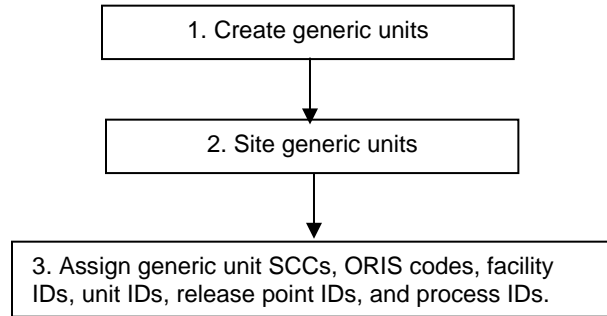 1. Create generic units
2. Site generic units
3. Assign generic unit SCCs, ORIS codes, facility
IDs, unit IDs, release point IDs, and process IDs.